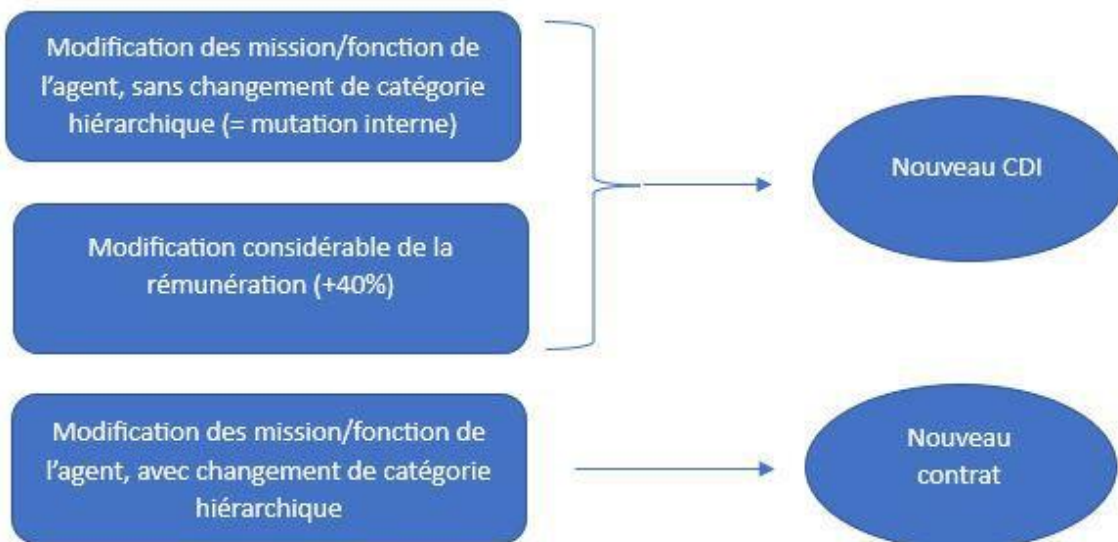 Modification des mission/fonction de
l'agent, sans changement de catégorie
hiérarchique (= mutation interne)
Nouveau CDI
Modification considérable de la
rémunération (+40%)
Modification des mission/fonction de
l'agent, avec changement de catégorie
hiérarchique
Nouveau
contrat